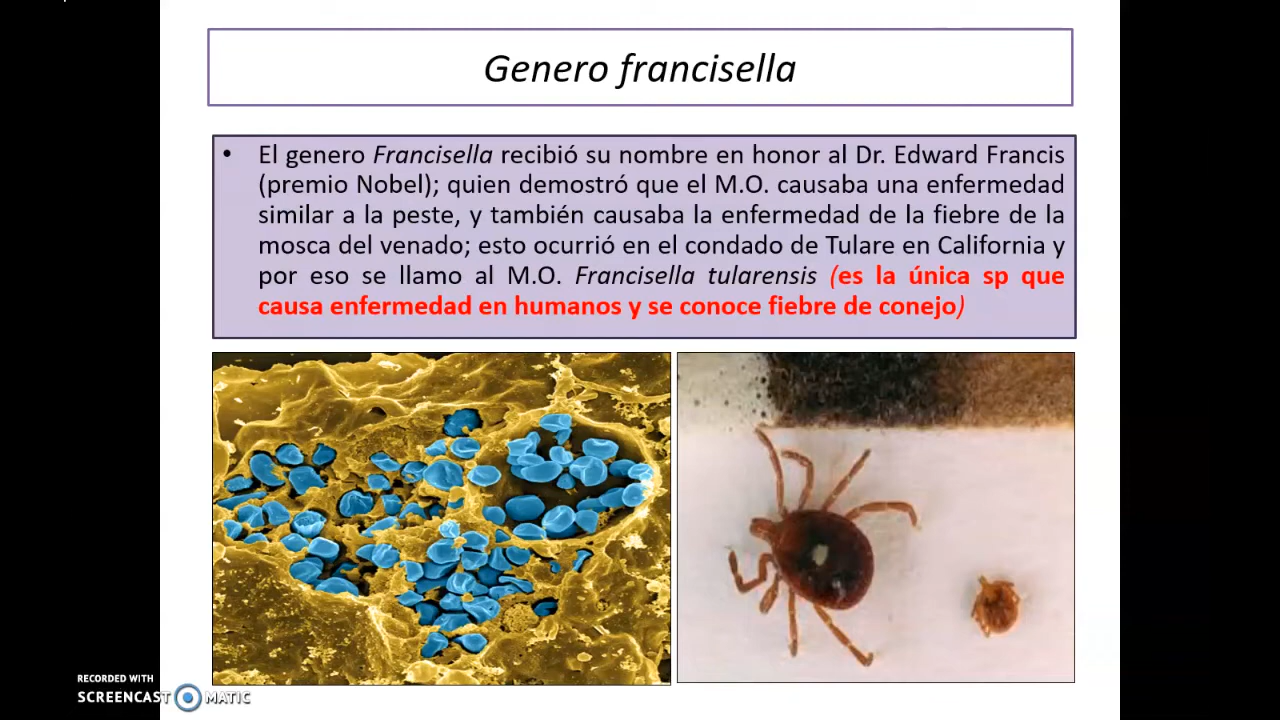 Genero francisella
• El genero Francisella recibió su nombre en honor al Dr. Edward Francis
(premio Nobel); quien demostró que el M.O. causaba una enfermedad
similar a la peste, y también causaba la enfermedad de la fiebre de la
mosca del venado; esto ocurrió en el condado de Tulare en California y
por eso se llamo al M.O. Francisella tularensis (es la única sp que
causa enfermedad en humanos y se conoce fiebre de conejo)
RECORDED WITH
SCREENCAST MATIC